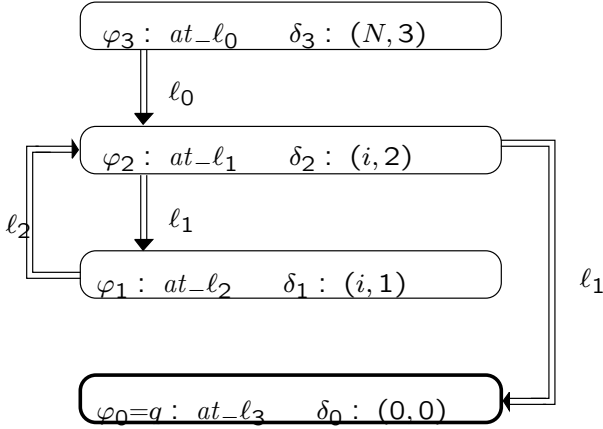 φ₃ : at_ℓ₀ δ₃ : (N, 3)
ℓ₀
φ₂ : at_ℓ₁ δ₂ : (i, 2)
ℓ₂
ℓ₁
φ₁ : at_ℓ₂ δ₁ : (i, 1)
ℓ₁
φ₀=q : at_ℓ₃ δ₀ : (0, 0)